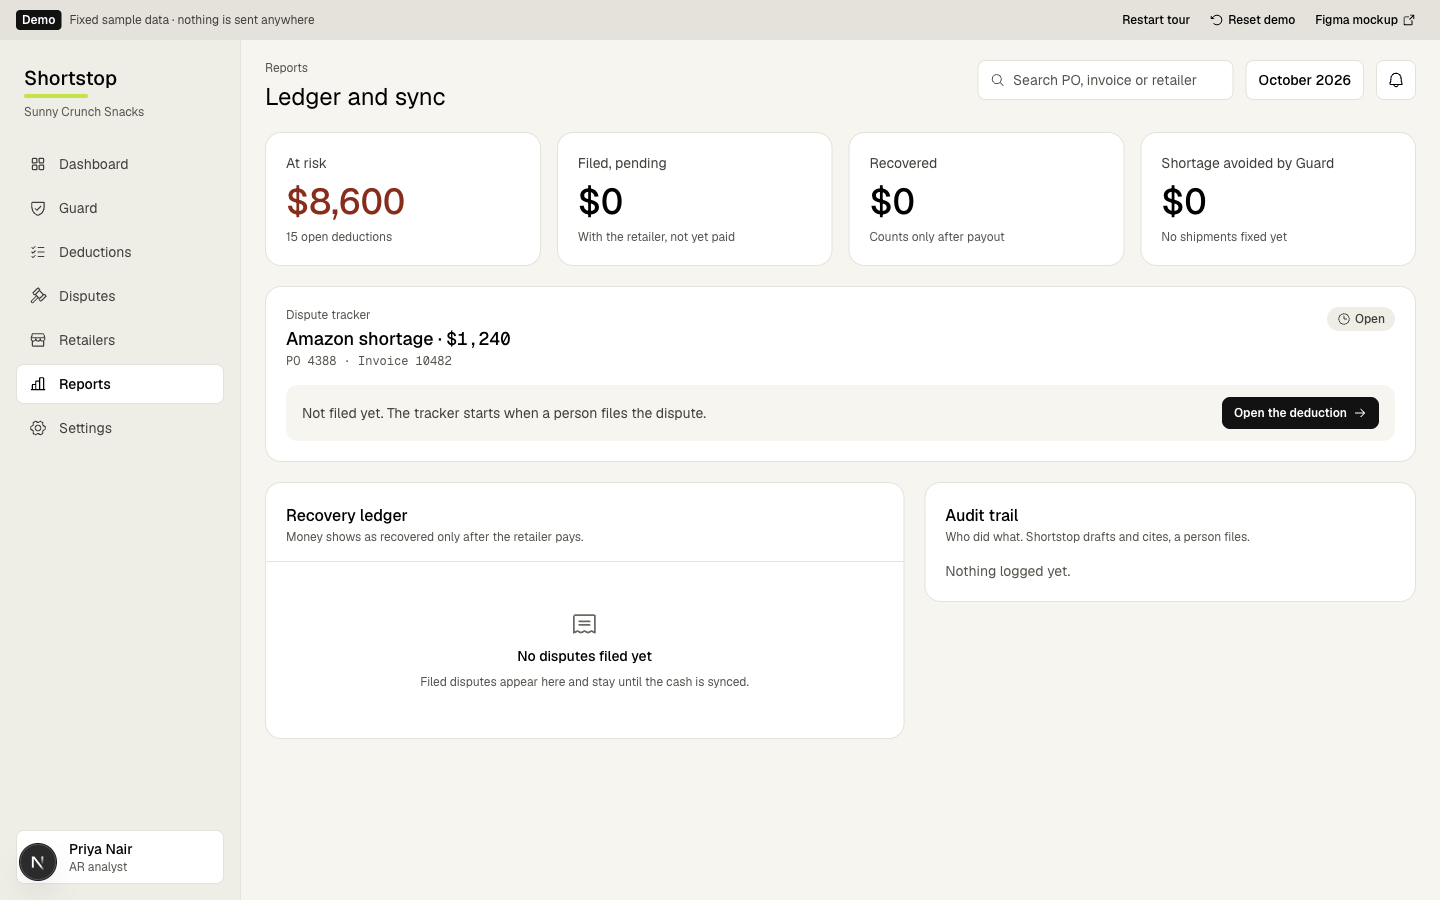 Demo Fixed sample data · nothing is sent anywhere
Restart tour Reset demo Figma mockup
Shortstop
Sunny Crunch Snacks
Dashboard
Guard
Deductions
Disputes
Retailers
Reports
Settings
Priya Nair
AR analyst
N
Reports
Ledger and sync
Search PO, invoice or retailer
October 2026
At risk
$8,600
15 open deductions
Filed, pending
$0
With the retailer, not yet paid
Recovered
$0
Counts only after payout
Shortage avoided by Guard
$0
No shipments fixed yet
Dispute tracker
Amazon shortage · $1,240
PO 4388 · Invoice 10482
Open
Not filed yet. The tracker starts when a person files the dispute.
Open the deduction
Recovery ledger
Money shows as recovered only after the retailer pays.
No disputes filed yet
Filed disputes appear here and stay until the cash is synced.
Audit trail
Who did what. Shortstop drafts and cites, a person files.
Nothing logged yet.